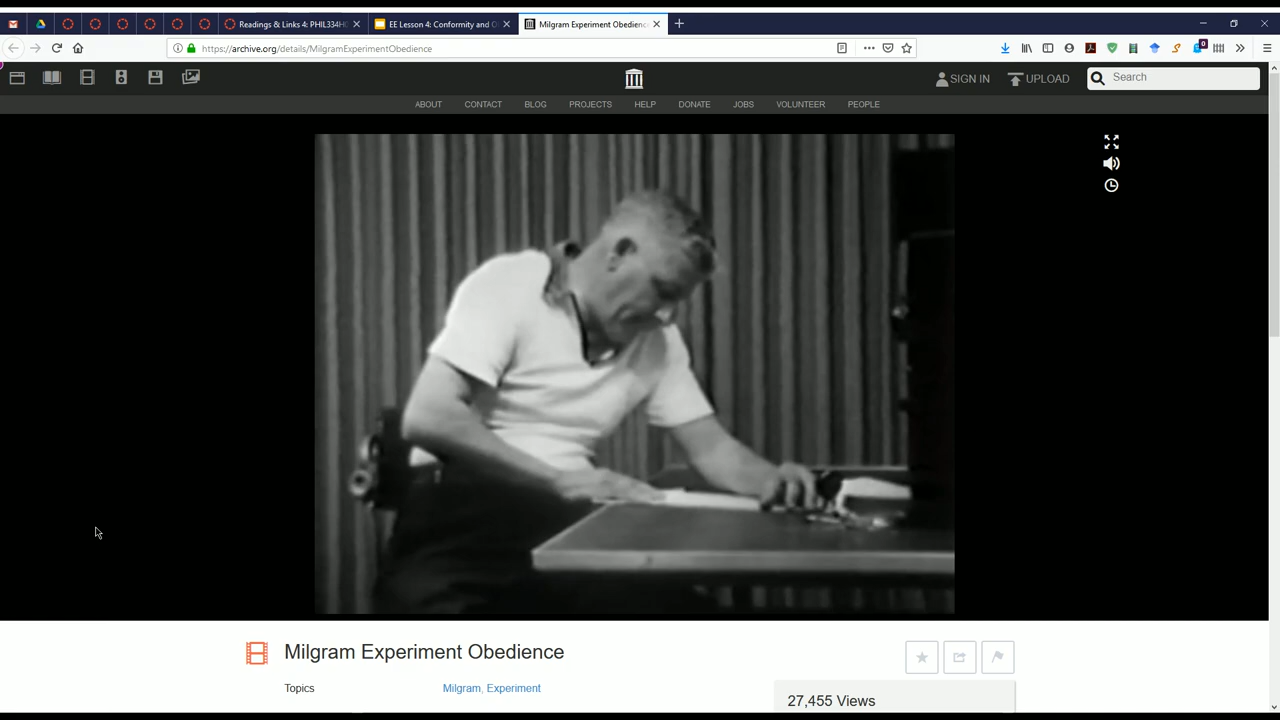 Readings & Links 4: PHIL334H
EE Lesson 4: Conformity and O
Milgram Experiment Obedience
https://archive.org/details/MilgramExperimentObedience
0
SIGN IN
UPLOAD
Search
ABOUT
CONTACT
BLOG
PROJECTS
HELP
DONATE
JOBS
VOLUNTEER
PEOPLE
Milgram Experiment Obedience
Topics
Milgram, Experiment
27,455 Views